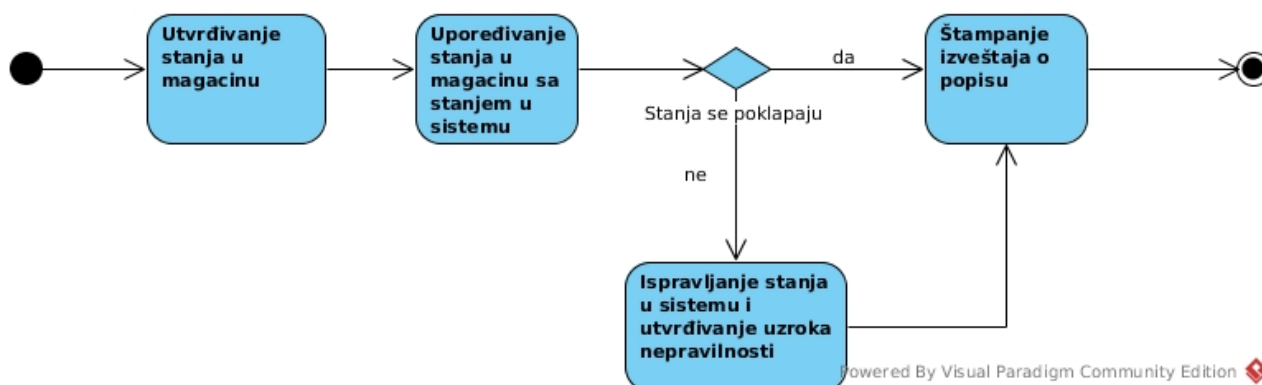 Utvrđivanje
stanja u
magacinu
Upoređivanje
stanja u
magacinu sa
stanjem u
sistemu
da
Štampanje
izveštaja o
popisu
Stanja se poklapaju
ne
Ispravljanje stanja
u sistemu i
utvrđivanje uzroka
nepravilnosti
Powered By Visual Paradigm Community Edition